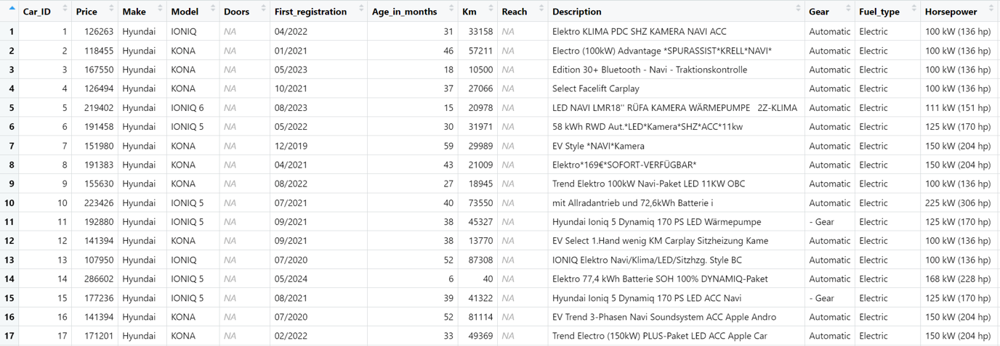 Car_ID Price Make Model Doors First_registration Age_in_months Km Reach Description Gear Fuel_type Horsepower
1 1 126263 Hyundai IONIQ NA 04/2022 31 33158 NA Elektro KLIMA PDC SHZ KAMERA NAVI ACC Automatic Electric 100 kW (136 hp)
2 2 118455 Hyundai KONA NA 01/2021 46 57211 NA Electro (100kW) Advantage *SPURASSIST*KRELL*NAVI* Automatic Electric 100 kW (136 hp)
3 3 167550 Hyundai KONA NA 05/2023 18 10500 NA Edition 30+ Bluetooth - Navi - Traktionskontrolle Automatic Electric 100 kW (136 hp)
4 4 126494 Hyundai KONA NA 10/2021 37 27066 NA Select Facelift Carplay Automatic Electric 100 kW (136 hp)
5 5 219402 Hyundai IONIQ 6 NA 08/2023 15 20978 NA LED NAVI LMR18'' RÜFA KAMERA WÄRMEPUMPE 2Z-KLIMA Automatic Electric 111 kW (151 hp)
6 6 191458 Hyundai IONIQ 5 NA 05/2022 30 31971 NA 58 kWh RWD Aut.*LED*Kamera*SHZ*ACC*11kw Automatic Electric 125 kW (170 hp)
7 7 151980 Hyundai KONA NA 12/2019 59 29989 NA EV Style *NAVI*Kamera Automatic Electric 150 kW (204 hp)
8 8 191383 Hyundai KONA NA 04/2021 43 21009 NA Elektro*169€*SOFORT-VERFÜGBAR* Automatic Electric 150 kW (204 hp)
9 9 155630 Hyundai KONA NA 08/2022 27 18945 NA Trend Elektro 100kW Navi-Paket LED 11KW OBC Automatic Electric 100 kW (136 hp)
10 10 223426 Hyundai IONIQ 5 NA 07/2021 40 73550 NA mit Allradantrieb und 72,6kWh Batterie i Automatic Electric 225 kW (306 hp)
11 11 192880 Hyundai IONIQ 5 NA 09/2021 38 45327 NA Hyundai Ioniq 5 Dynamiq 170 PS LED Wärmepumpe - Gear Electric 125 kW (170 hp)
12 12 141394 Hyundai KONA NA 09/2021 38 13770 NA EV Select 1.Hand wenig KM Carplay Sitzheizung Kame Automatic Electric 100 kW (136 hp)
13 13 107950 Hyundai IONIQ NA 07/2020 52 87308 NA IONIQ Elektro Navi/Klima/LED/Sitzhzg. Style BC Automatic Electric 100 kW (136 hp)
14 14 286602 Hyundai IONIQ 5 NA 05/2024 6 40 NA Elektro 77,4 kWh Batterie SOH 100% DYNAMIQ-Paket Automatic Electric 168 kW (228 hp)
15 15 177236 Hyundai IONIQ 5 NA 08/2021 39 41322 NA Hyundai Ioniq 5 Dynamiq 170 PS LED ACC Navi - Gear Electric 125 kW (170 hp)
16 16 141394 Hyundai KONA NA 07/2020 52 81114 NA EV Trend 3-Phasen Navi Soundsystem ACC Apple Andro Automatic Electric 150 kW (204 hp)
17 17 171201 Hyundai KONA NA 02/2022 33 49369 NA Trend Electro (150kW) PLUS-Paket LED ACC Apple Car Automatic Electric 150 kW (204 hp)